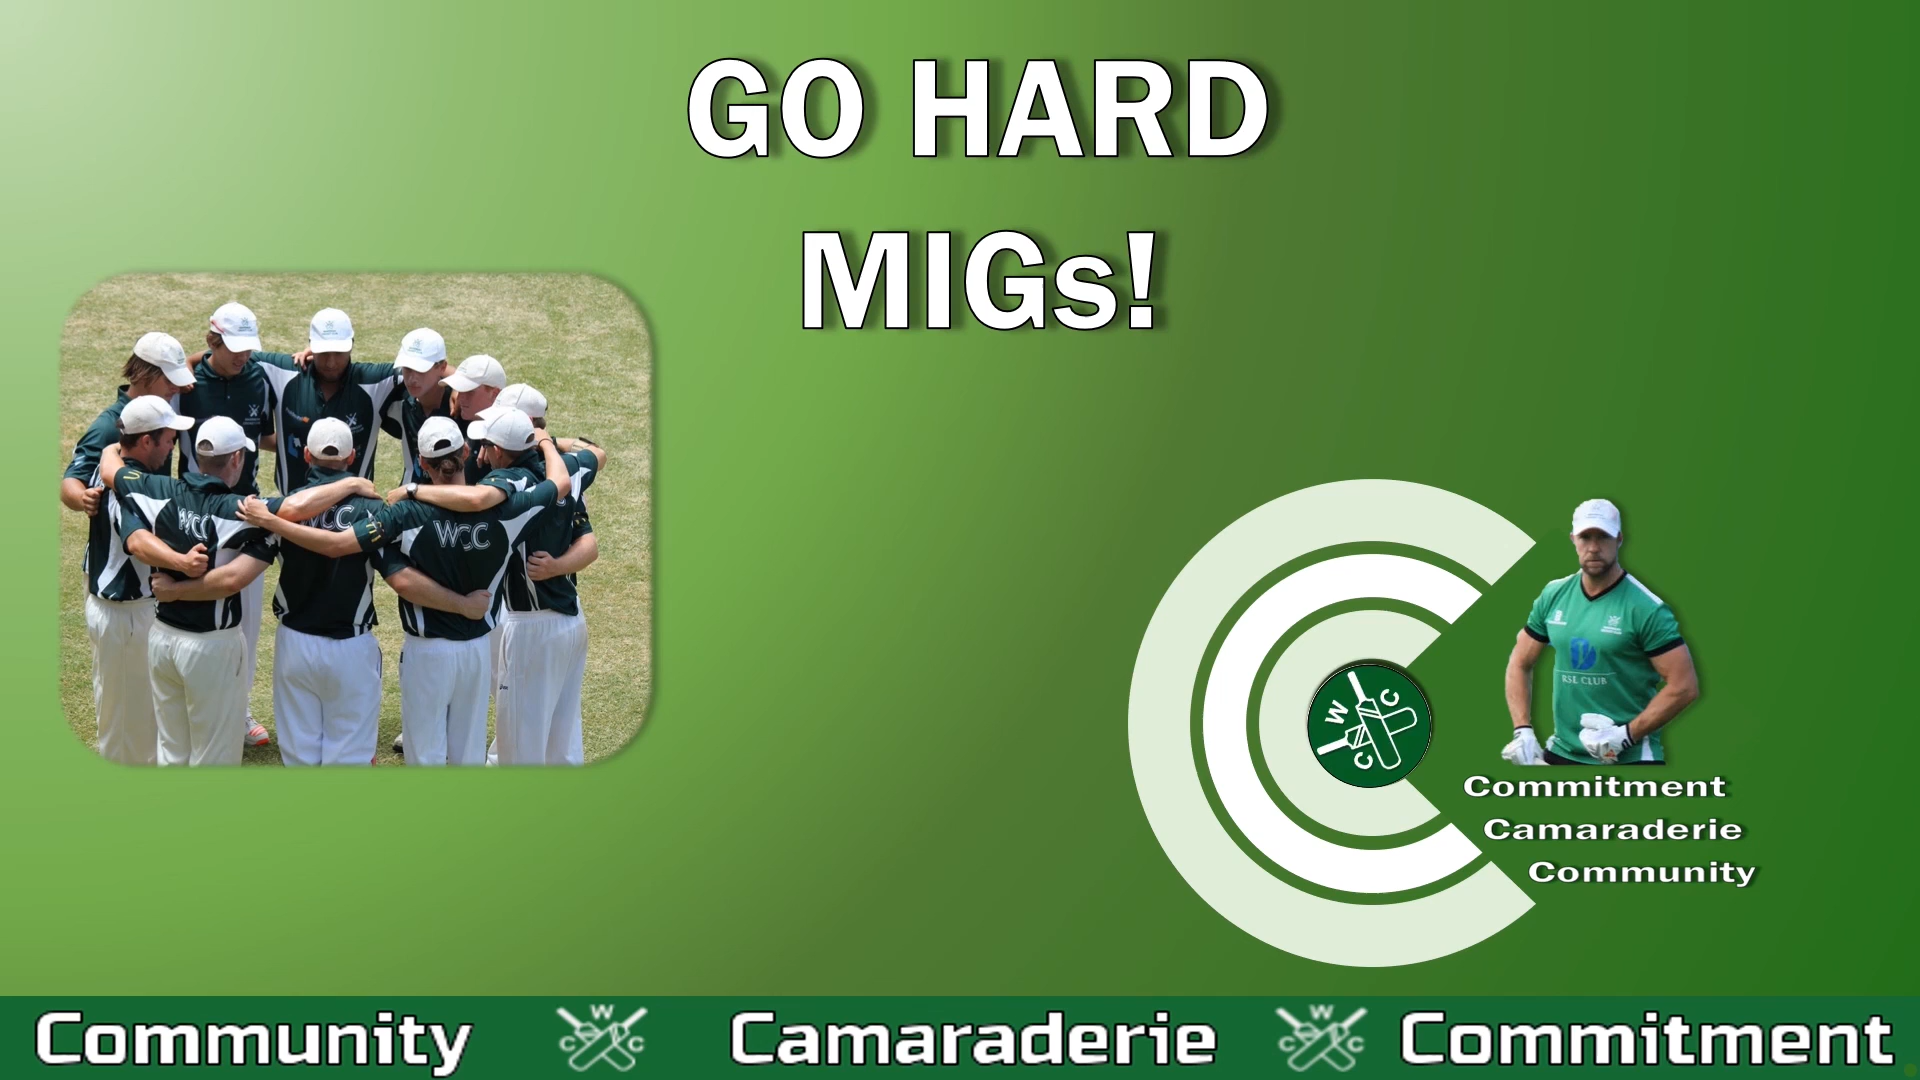 GO HARD
MIGs!
WCC
WCC
WCC
W
C
C
RSL CLUB
Commitment
Camaraderie
Community
Community
W
C C
Camaraderie
W
C C
Commitment